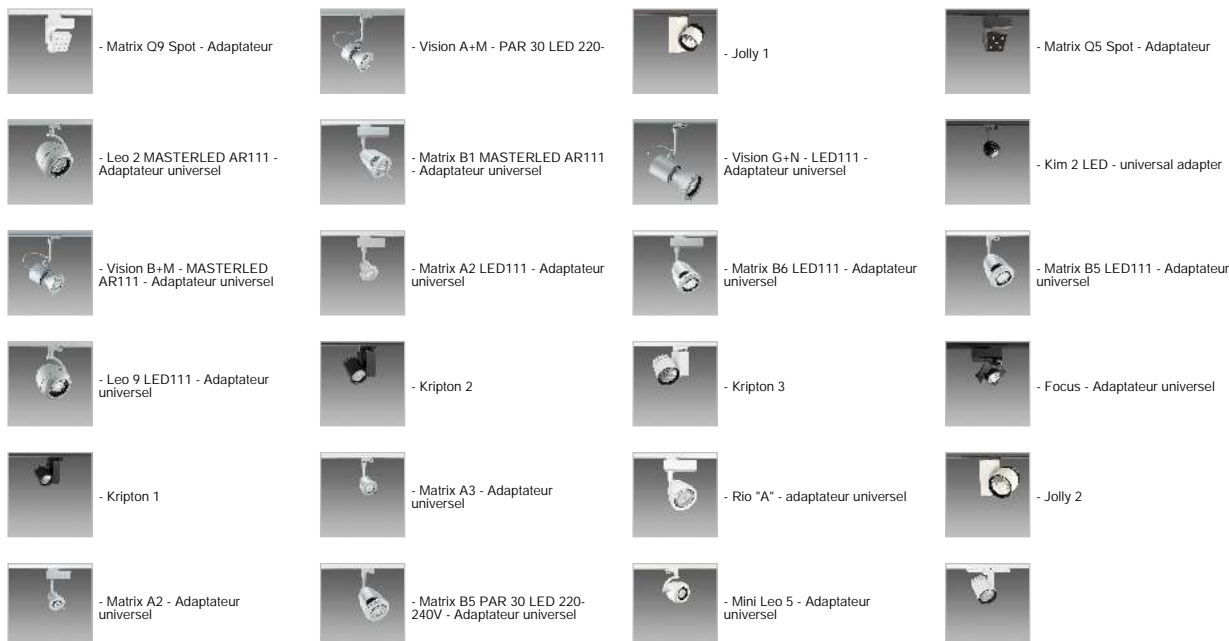 - Matrix Q9 Spot - Adaptateur
- Vision A+M - PAR 30 LED 220-
- Jolly 1
- Matrix Q5 Spot - Adaptateur
- Leo 2 MASTERLED AR111 -
Adaptateur universel
- Matrix B1 MASTERLED AR111
- Adaptateur universel
- Vision G+N - LED111 -
Adaptateur universel
- Kim 2 LED - universal adapter
- Vision B+M - MASTERLED
AR111 - Adaptateur universel
- Matrix A2 LED111 - Adaptateur
universel
- Matrix B6 LED111 - Adaptateur
universel
- Matrix B5 LED111 - Adaptateur
universel
- Leo 9 LED111 - Adaptateur
universel
- Kripton 2
- Kripton 3
- Focus - Adaptateur universel
- Kripton 1
- Matrix A3 - Adaptateur
universel
- Rio "A" - adaptateur universel
- Jolly 2
- Matrix A2 - Adaptateur
universel
- Matrix B5 PAR 30 LED 220-
240V - Adaptateur universel
- Mini Leo 5 - Adaptateur
universel